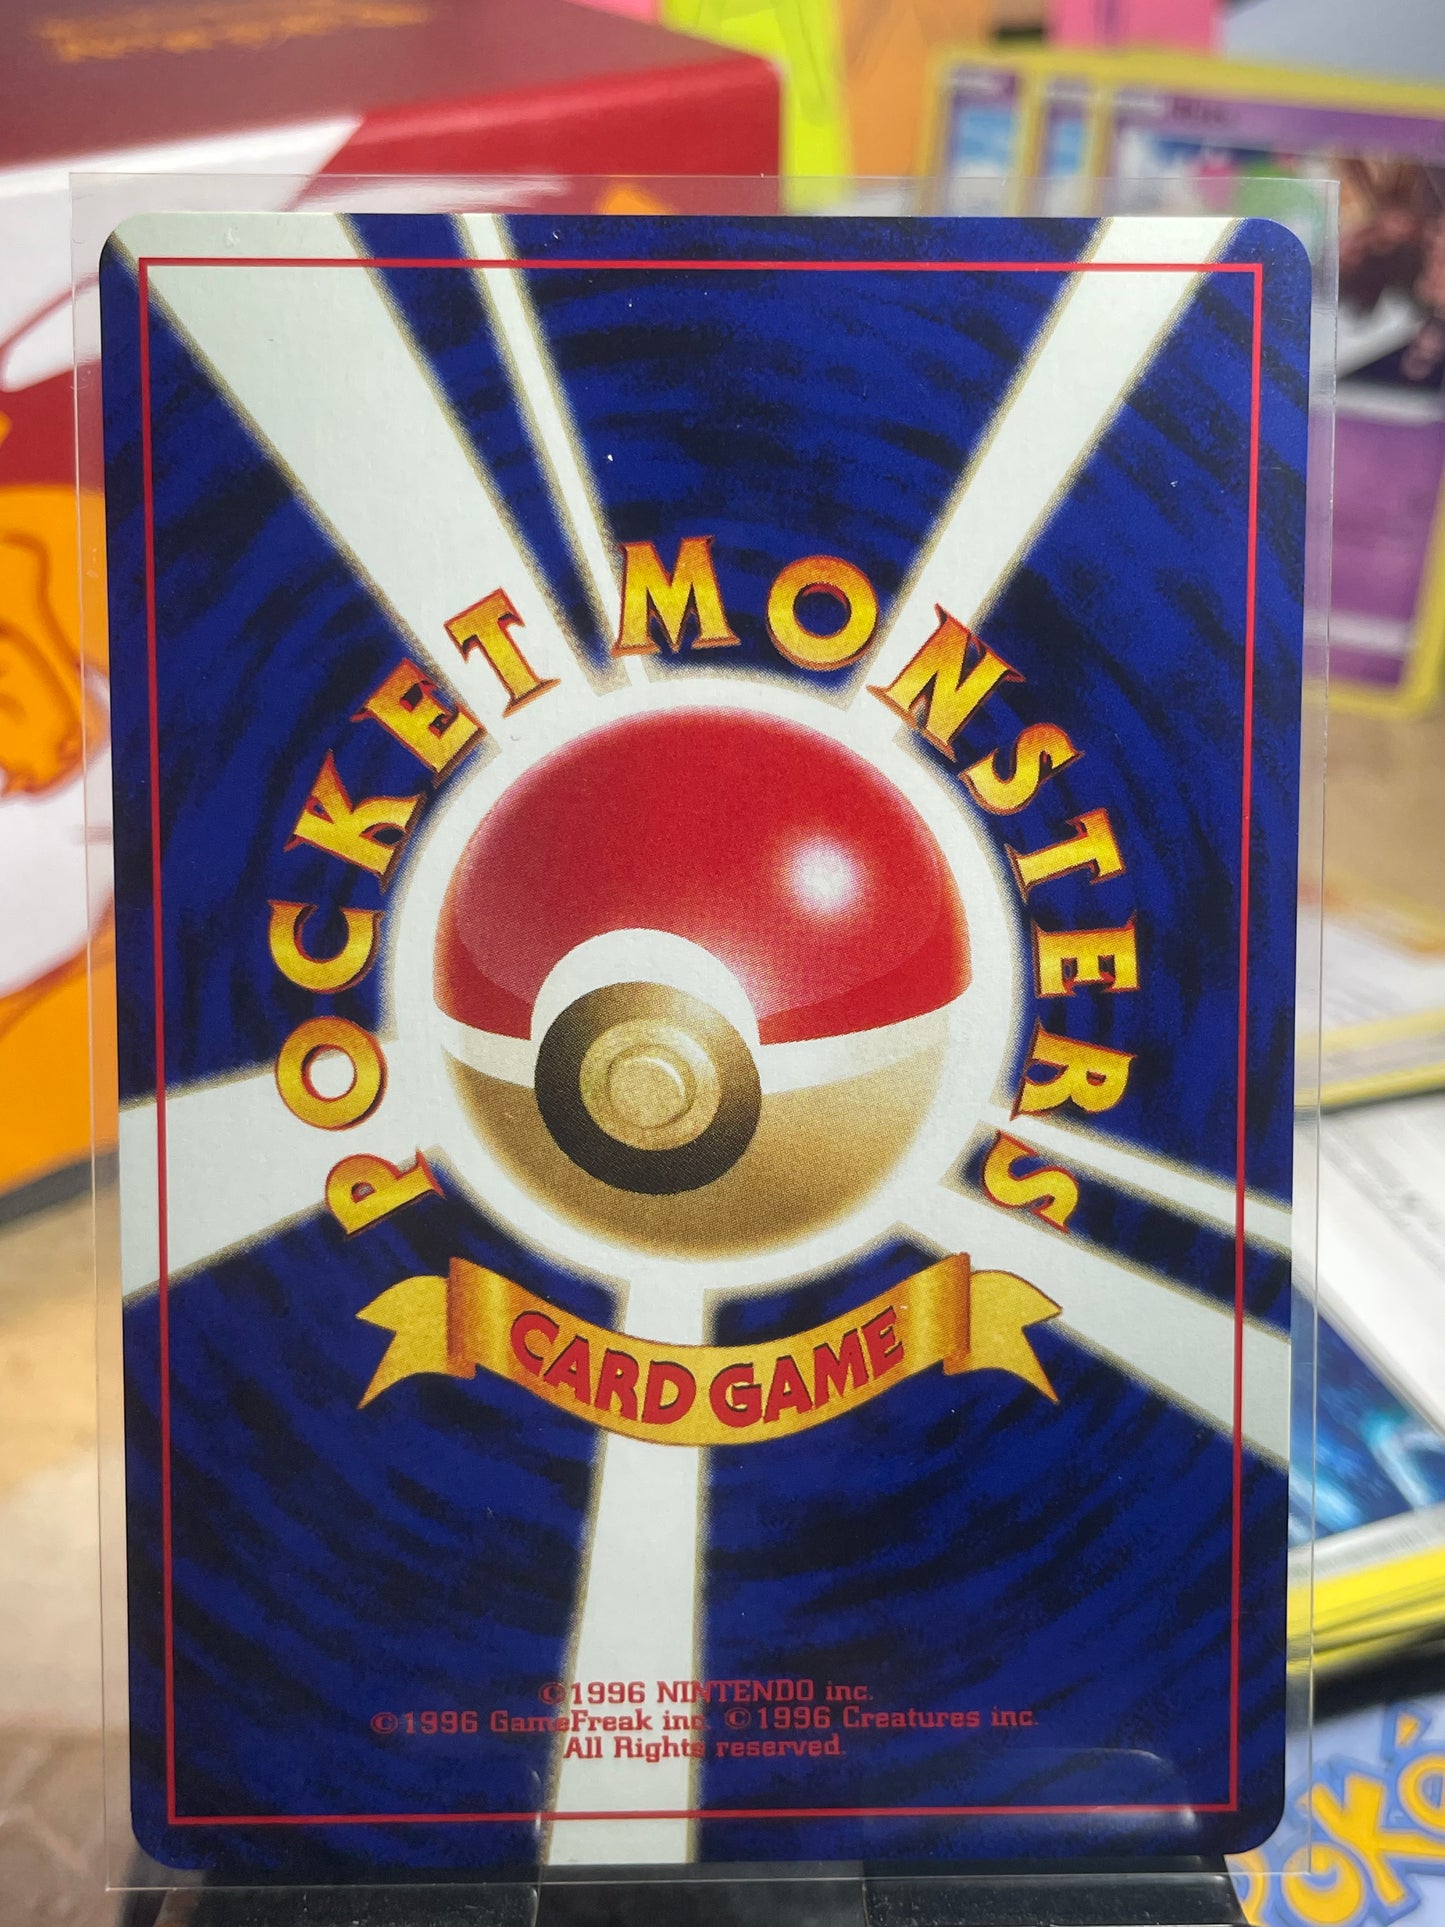 POCKET MONSTERS
CARD GAME
©1996 NINTENDO inc.
©1996 GameFreak inc. ©1996 Creatures inc.
All Rights reserved.